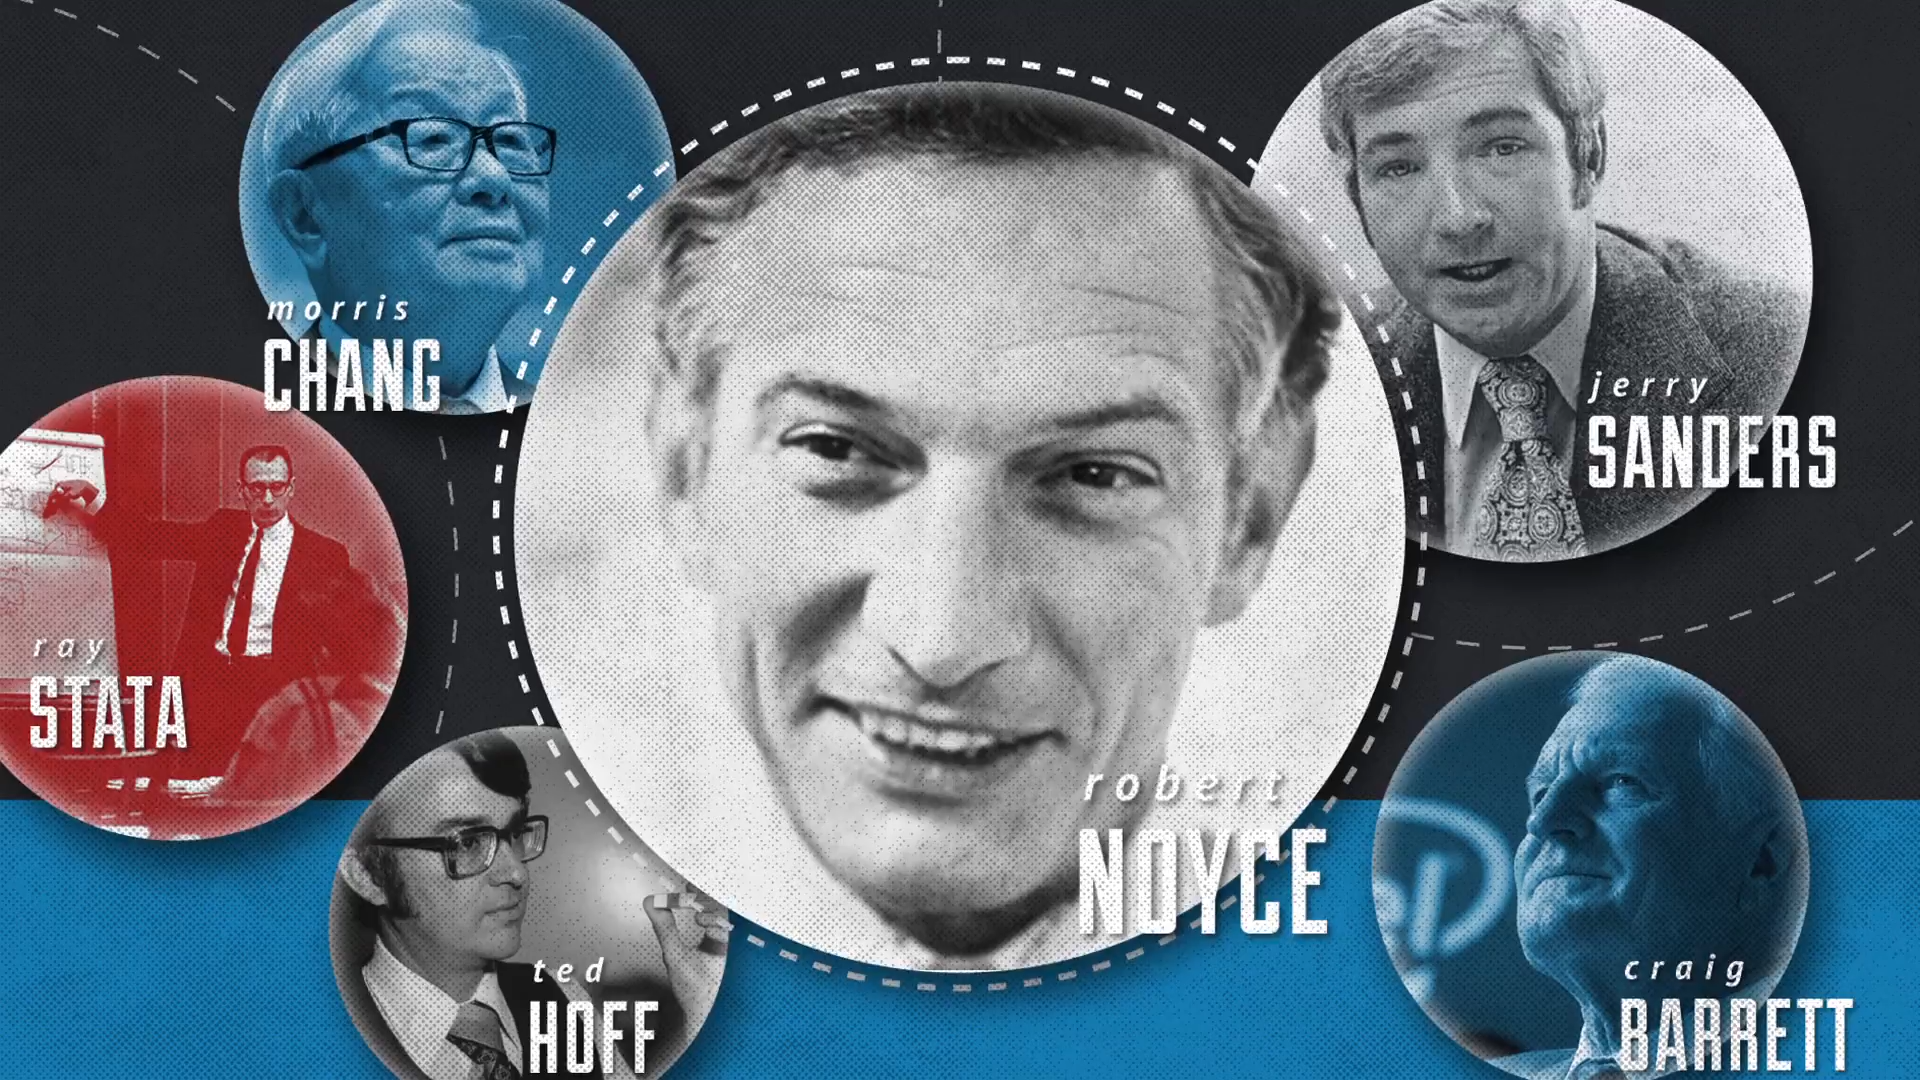 morris
CHANG
jerry
SANDERS
ray
STATA
robert
NOYCE
ted
HOFF
craig
BARRETT